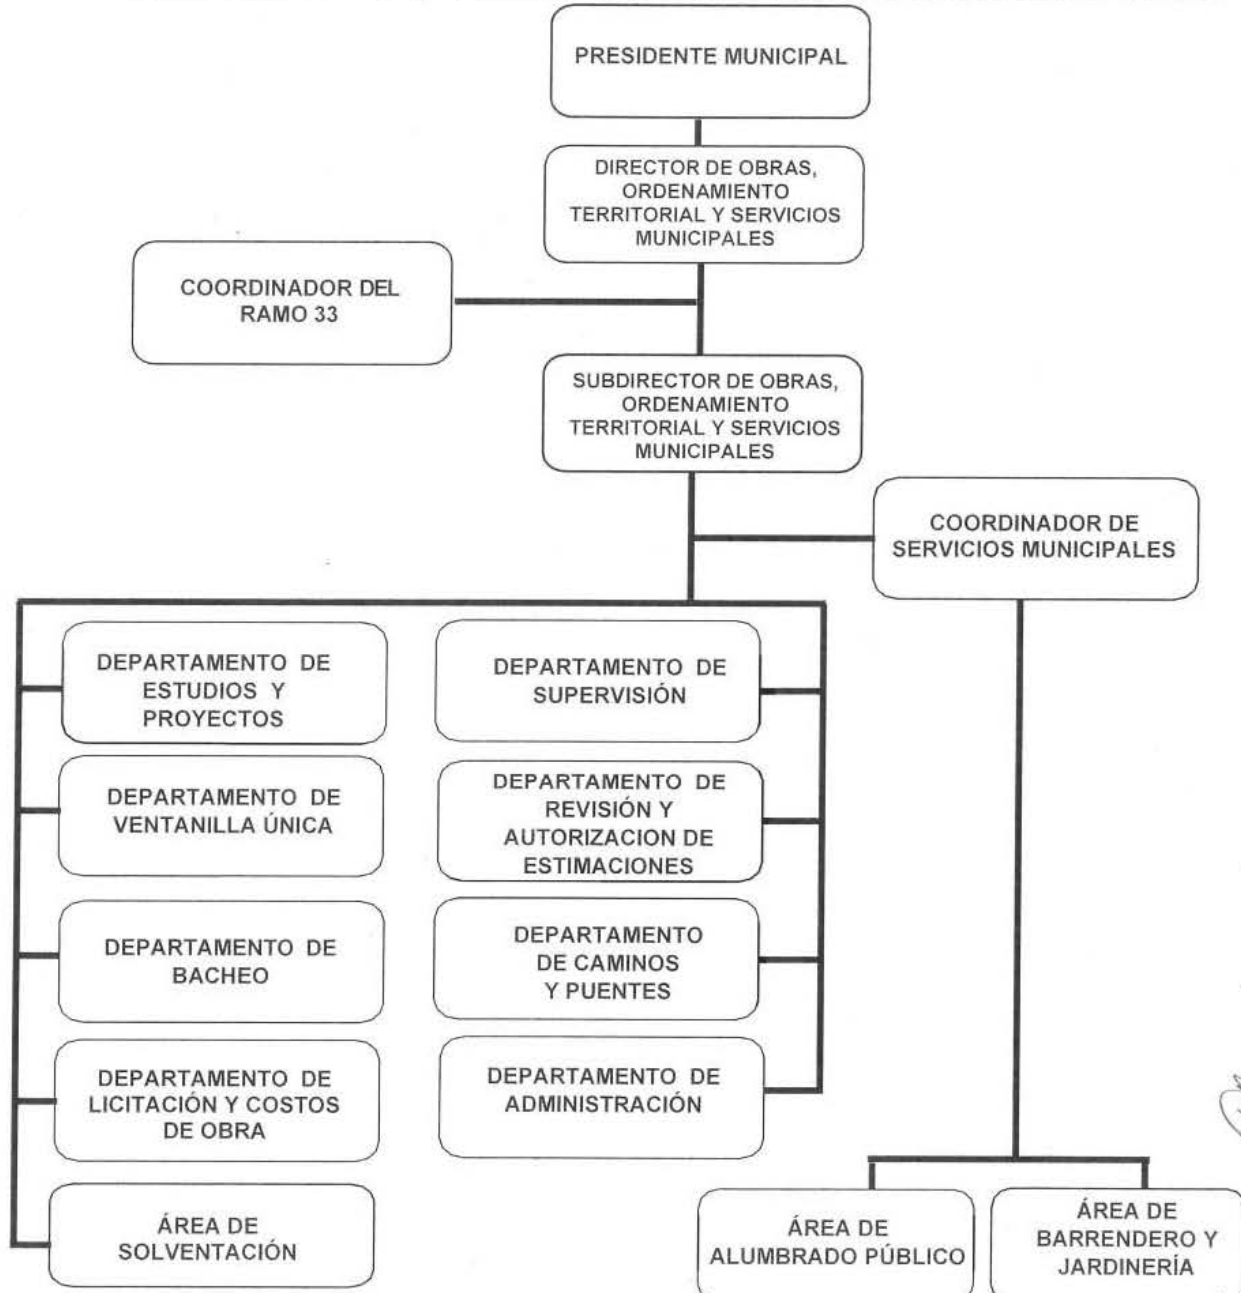 PRESIDENTE MUNICIPAL
DIRECTOR DE OBRAS,
ORDENAMIENTO
TERRITORIAL Y SERVICIOS
MUNICIPALES
COORDINADOR DEL
RAMO 33
SUBDIRECTOR DE OBRAS,
ORDENAMIENTO
TERRITORIAL Y SERVICIOS
MUNICIPALES
COORDINADOR DE
SERVICIOS MUNICIPALES
DEPARTAMENTO DE
ESTUDIOS Y
PROYECTOS
DEPARTAMENTO DE
SUPERVISIÓN
DEPARTAMENTO DE
VENTANILLA ÚNICA
DEPARTAMENTO DE
REVISIÓN Y
AUTORIZACION DE
ESTIMACIONES
DEPARTAMENTO DE
BACHEO
DEPARTAMENTO
DE CAMINOS
Y PUENTES
DEPARTAMENTO DE
LICITACIÓN Y COSTOS
DE OBRA
DEPARTAMENTO DE
ADMINISTRACIÓN
ÁREA DE
SOLVENTACIÓN
ÁREA DE
ALUMBRADO PÚBLICO
ÁREA DE
BARRENDERO Y
JARDINERÍA